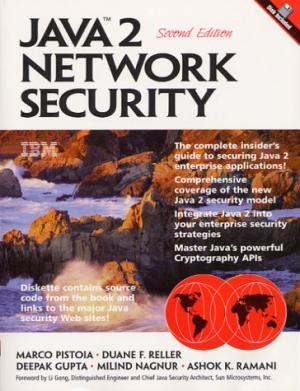 JAVA™ 2
Second Edition
NETWORK
SECURITY
Disk Included
IBM
The complete insider's
guide to securing Java 2
enterprise applications!
Comprehensive
coverage of the new
Java 2 security model
Integrate Java 2 into
your enterprise security
strategies
Master Java's powerful
Cryptography APIs
Diskette contains source
code from the book and
links to the major Java
security Web sites!
MARCO PISTOIA · DUANE F. RELLER
DEEPAK GUPTA · MILIND NAGNUR · ASHOK K. RAMANI
Foreword by Li Gong, Distinguished Engineer and Chief Java Security Architect, Sun Microsystems, Inc.